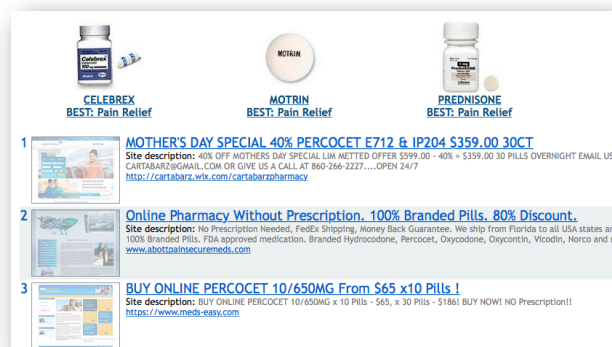 Celebrex
MOTRIN
PredniSONE
CELEBREX
BEST: Pain Relief
MOTRIN
BEST: Pain Relief
PREDNISONE
BEST: Pain Relief
1 MOTHER'S DAY SPECIAL 40% PERCOCET E712 & IP204 $359.00 30CT
Site description: 40% OFF MOTHERS DAY SPECIAL LIM METTED OFFER $599.00 - 40% = $359.00 30 PILLS OVERNIGHT EMAIL US
CARTABARZ@GMAIL.COM OR GIVE US A CALL AT 860-266-2227....OPEN 24/7
http://cartabarz.wix.com/cartabarzpharmacy
2 Online Pharmacy Without Prescription. 100% Branded Pills. 80% Discount.
Site description: No Prescription Needed, FedEx Shipping, Money Back Guarantee. We ship from Florida to all USA states an
100% Branded Pills. FDA approved medication. Branded Hydrocodone, Percocet, Oxycodone, Oxycontin, Vicodin, Norco and
www.abottpainsecuremeds.com
3 BUY ONLINE PERCOCET 10/650MG From $65 x10 Pills !
Site description: BUY ONLINE PERCOCET 10/650MG x 10 Pills - $65, x 30 Pills - $186! BUY NOW! NO Prescription!!
https://www.meds-easy.com